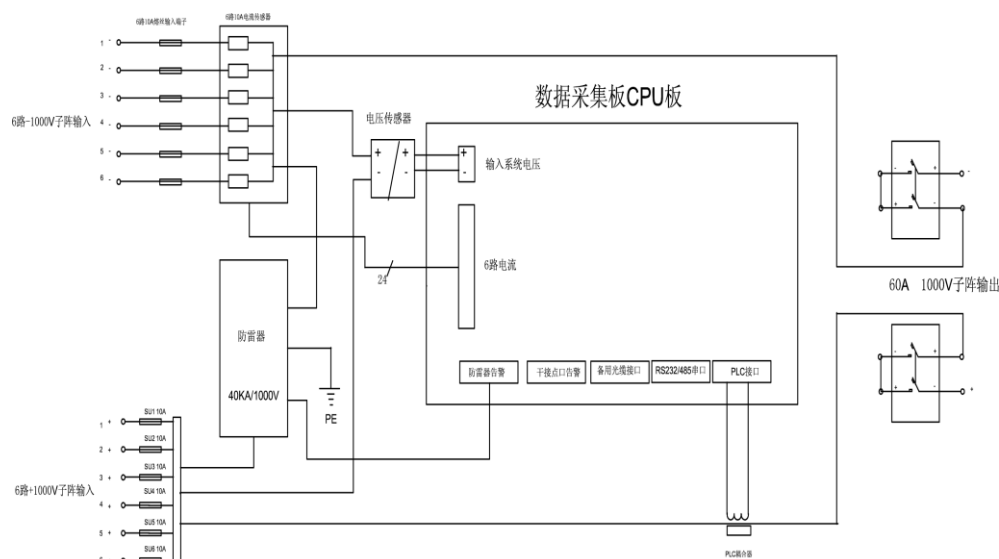 6路10A熔丝输入端子
6路10A电流传感器
1 -
2 -
3 -
4 -
5 -
6 -
6路-1000V子阵输入
数据采集板CPU板
电压传感器
+ +
- -
+
-
输入系统电压
6路电流
24
防雷器
40KA/1000V
PE
防雷器告警
干接点口告警
备用光缆接口
RS232/485串口
PLC接口
- +
-
+ -
60A 1000V子阵输出
- +
+ -
+
6路+1000V子阵输入
1 + SU1 10A
2 + SU2 10A
3 + SU3 10A
4 + SU4 10A
5 + SU5 10A
SU6 10A
PLC耦合器